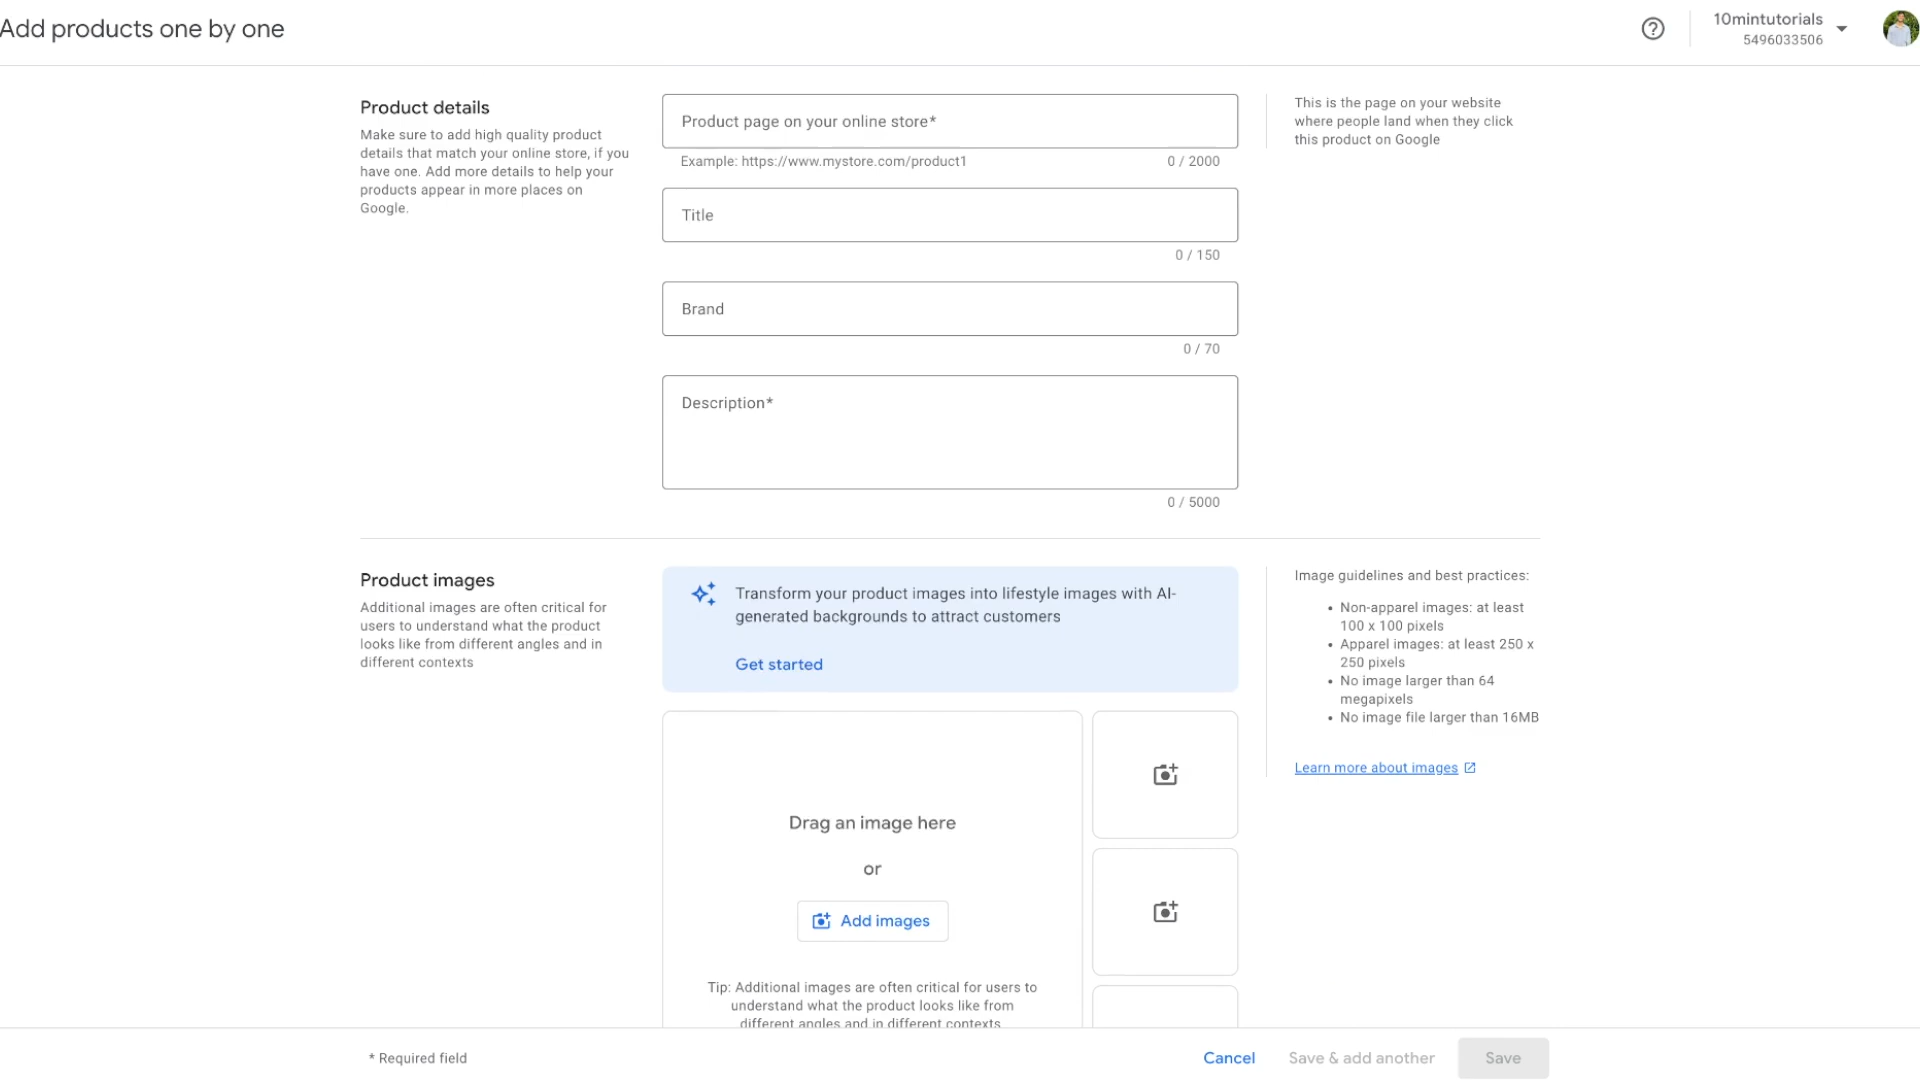 Add products one by one
10mintutorials
5496033506
Product details
Make sure to add high quality product
details that match your online store, if you
have one. Add more details to help your
products appear in more places on
Google.
Product page on your online store*
Example: https://www.mystore.com/product1
0 / 2000
This is the page on your website
where people land when they click
this product on Google
Title
0 / 150
Brand
0 / 70
Description*
0 / 5000
Product images
Additional images are often critical for
users to understand what the product
looks like from different angles and in
different contexts
Transform your product images into lifestyle images with AI-
generated backgrounds to attract customers
Get started
Image guidelines and best practices:
• Non-apparel images: at least
100 x 100 pixels
• Apparel images: at least 250 x
250 pixels
• No image larger than 64
megapixels
• No image file larger than 16MB
Learn more about images
Drag an image here
or
Add images
Tip: Additional images are often critical for users to
understand what the product looks like from
different angles and in different contexts
* Required field
Cancel
Save & add another
Save